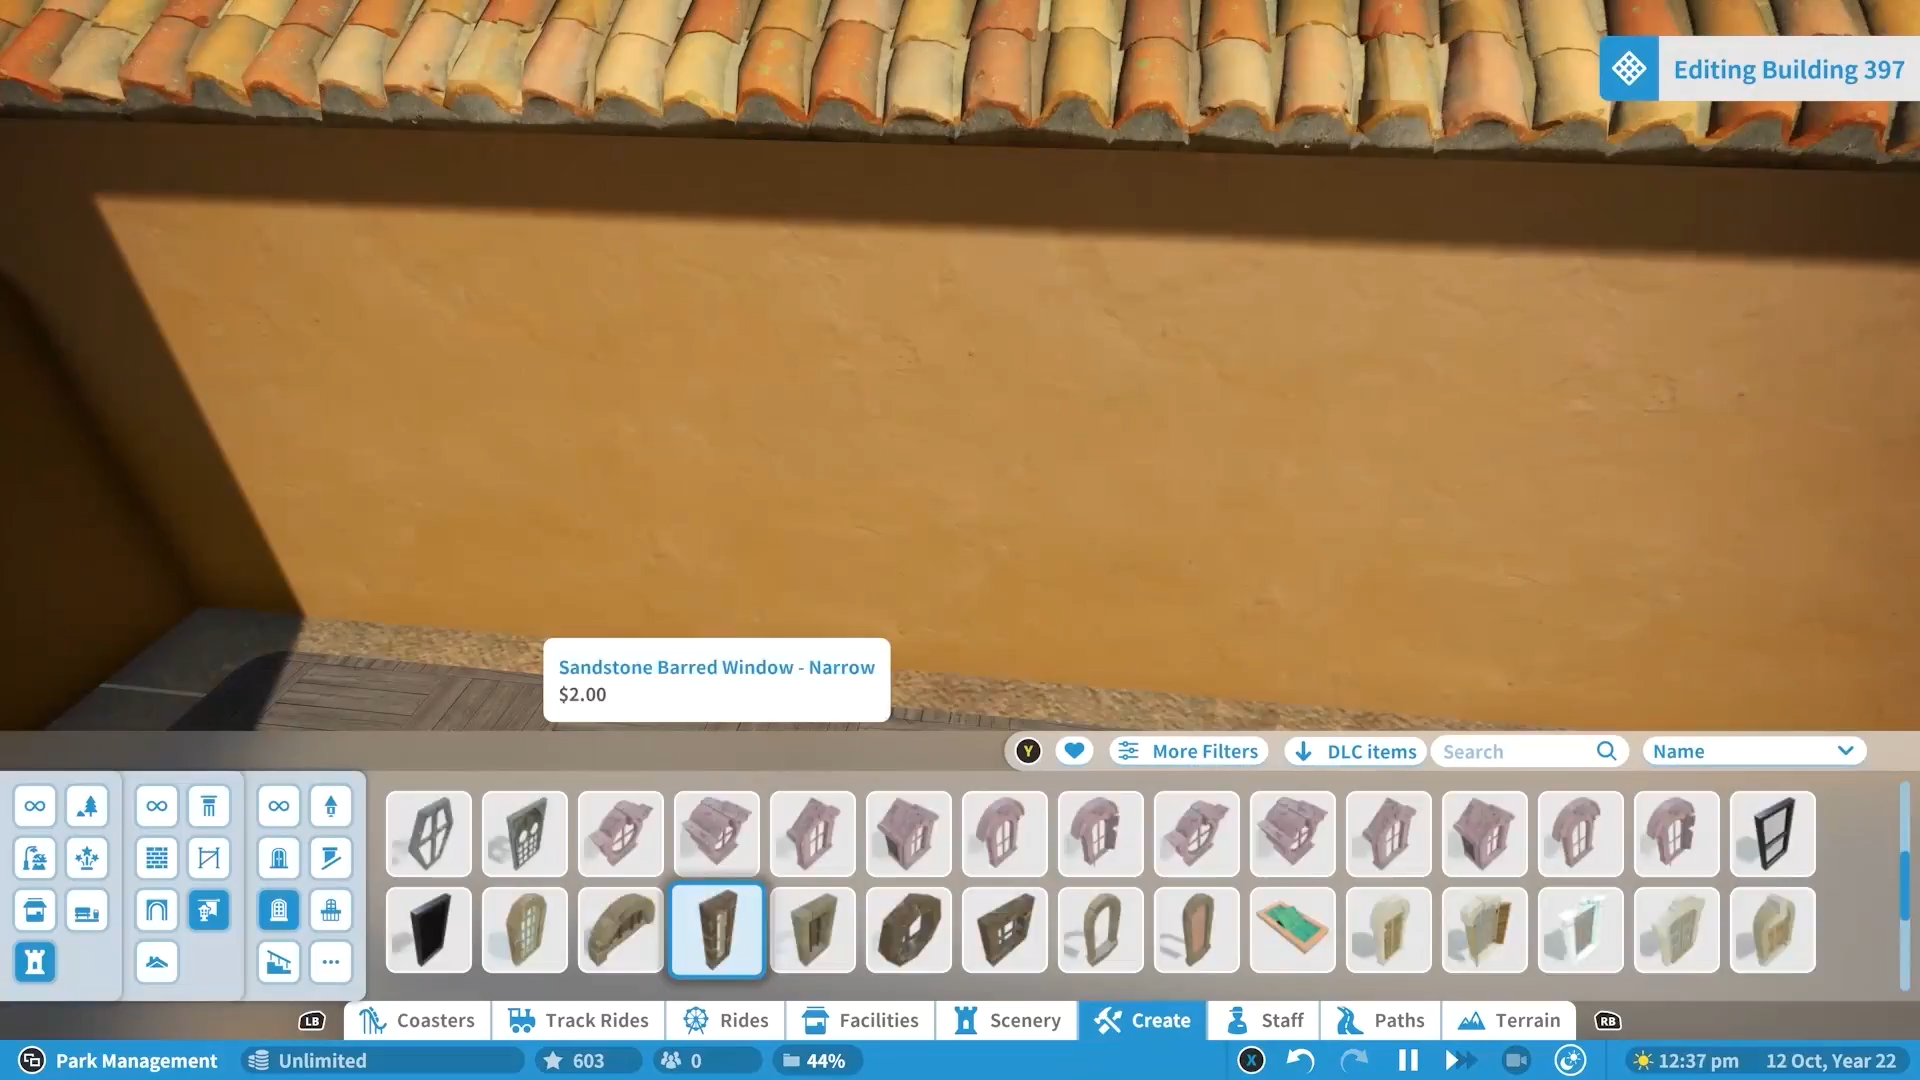 Editing Building 397
Sandstone Barred Window - Narrow
$2.00
Y
More Filters
DLC items
Search
Name
LB
Coasters
Track Rides
Rides
Facilities
Scenery
Create
Staff
Paths
Terrain
RB
Park Management
Unlimited
603
0
44%
X
12:37 pm
12 Oct, Year 22